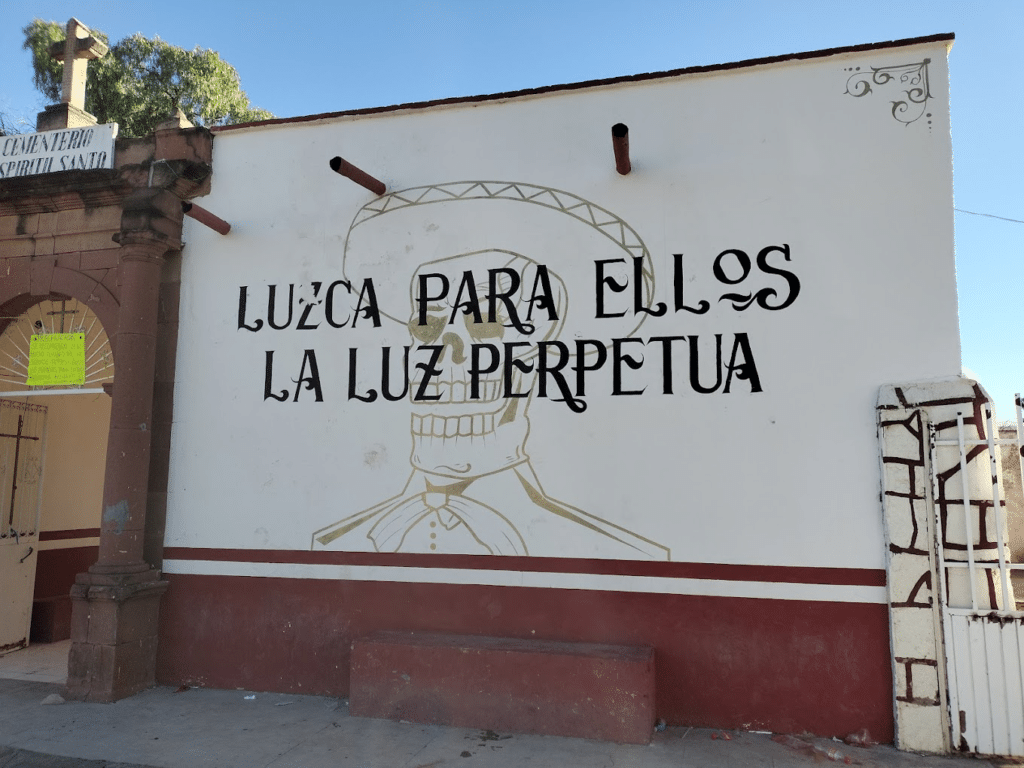 CEMENTERIO
SPIRITU SANTO
LUZCA PARA ELLOS
LA LUZ PERPETUA